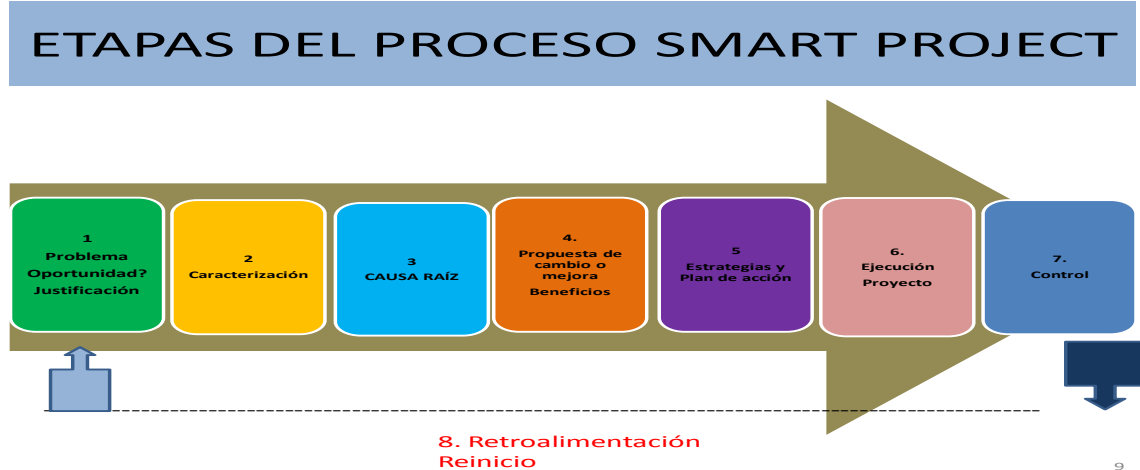 ETAPAS DEL PROCESO SMART PROJECT
1
Problema
Oportunidad?
Justificación
2
Caracterización
3
CAUSA RAÍZ
4.
Propuesta de
cambio o
mejora
Beneficios
5
Estrategias y
Plan de acción
6.
Ejecución
Proyecto
7.
Control
8. Retroalimentación
Reinicio
9